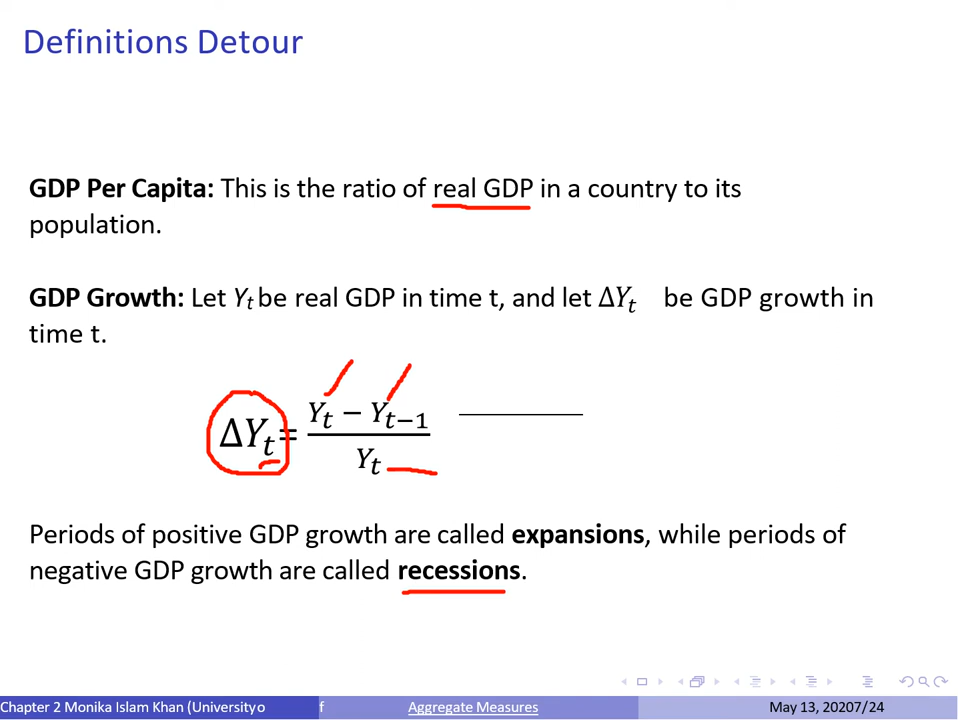 Definitions Detour
GDP Per Capita: This is the ratio of real GDP in a country to its
population.
GDP Growth: Let Yt be real GDP in time t, and let ΔYt be GDP growth in
time t.
ΔYt = (Yt − Yt−1) / Yt
Periods of positive GDP growth are called expansions, while periods of
negative GDP growth are called recessions.
Chapter 2 Monika Islam Khan (Universityo f Aggregate Measures May 13, 20207/24